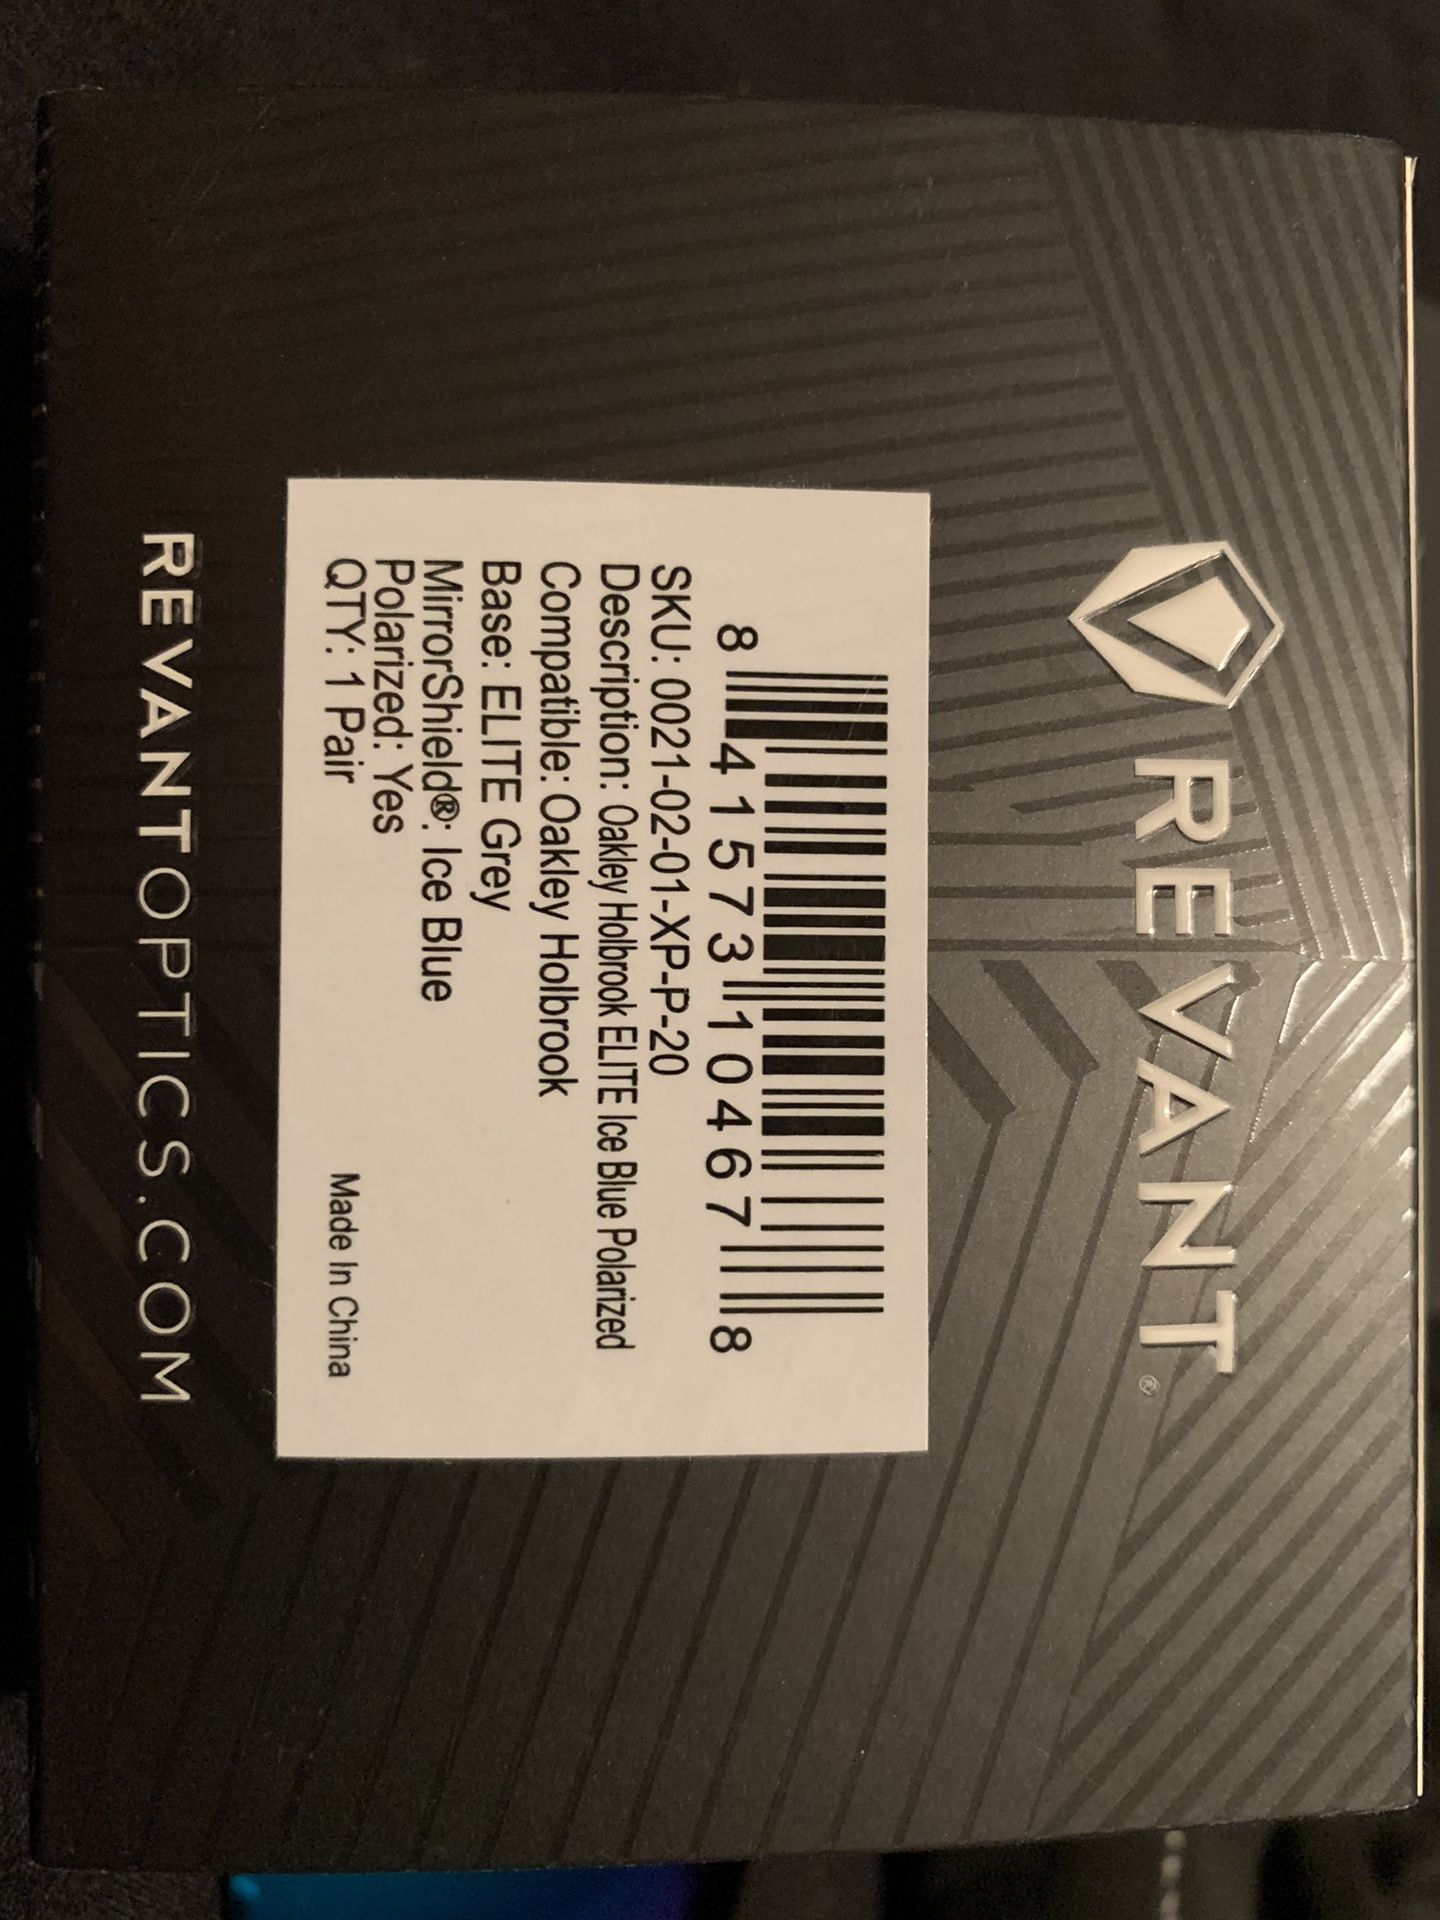 REVANT®
8 41573 10467 8
SKU: 0021-02-01-XP-P-20
Description: Oakley Holbrook ELITE Ice Blue Polarized
Compatible: Oakley Holbrook
Base: ELITE Grey
MirrorShield®: Ice Blue
Polarized: Yes
QTY: 1 Pair
Made In China
REVANTOPTICS.COM